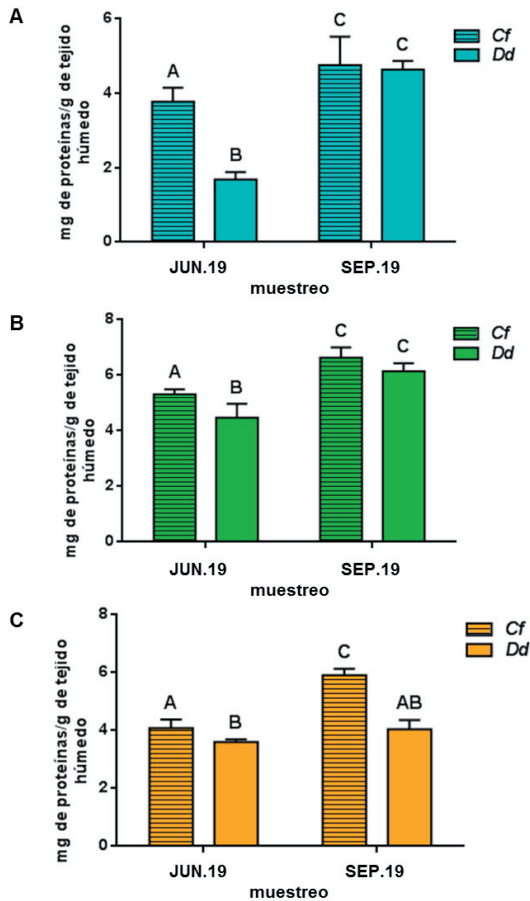 A
6
4
2
0
mg de proteínas/g de tejido
húmedo
A
B
C
C
Cf
Dd
JUN.19
SEP.19
muestreo
B
8
6
4
2
0
mg de proteínas/g de tejido
húmedo
A
B
C
C
Cf
Dd
JUN.19
SEP.19
muestreo
C
8
6
4
2
0
mg de proteínas/g de tejido
húmedo
A
B
C
AB
Cf
Dd
JUN.19
SEP.19
muestreo